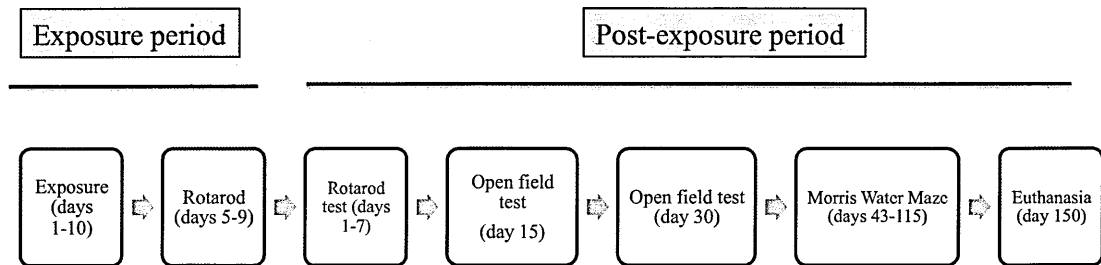 Exposure period
Post-exposure period
Exposure
(days
1-10)
Rotarod
(days 5-9)
Rotarod
test (days
1-7)
Open field
test
(day 15)
Open field test
(day 30)
Morris Water Maze
(days 43-115)
Euthanasia
(day 150)